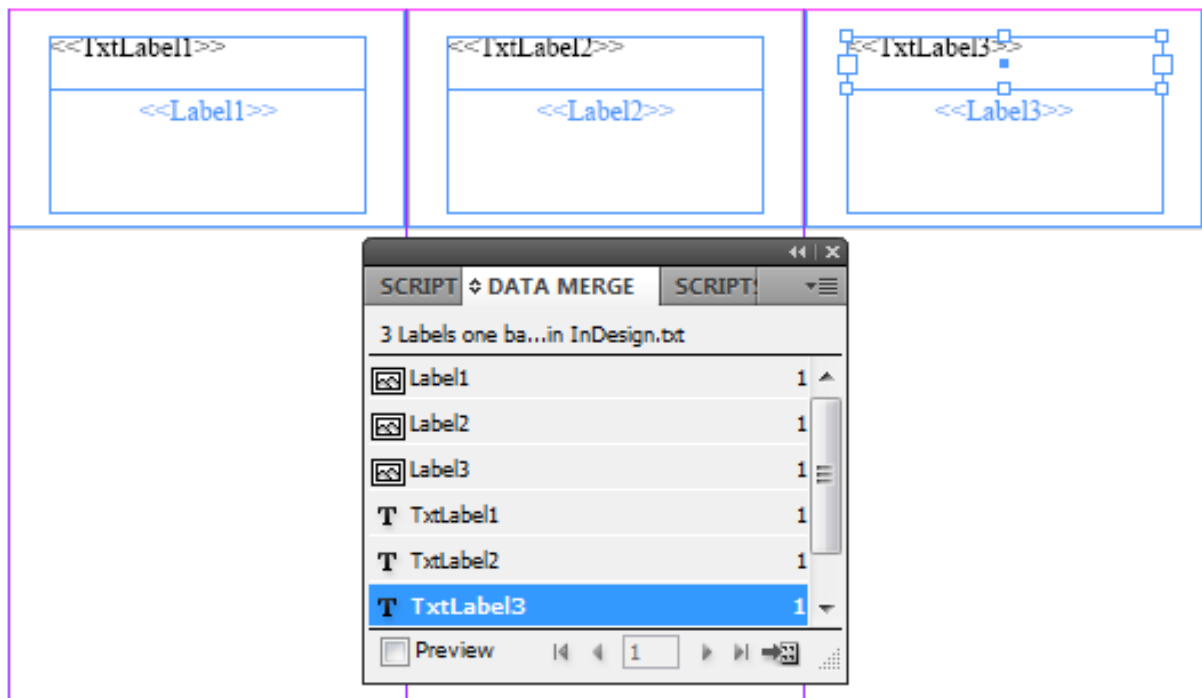 <<TxtLabel1>> <<TxtLabel2>> <<TxtLabel3>>
<<Label1>> <<Label2>> <<Label3>>
SCRIPT DATA MERGE SCRIPTS
3 Labels one ba...in InDesign.txt
Label1 1
Label2 1
Label3 1
T TxtLabel1 1
T TxtLabel2 1
T TxtLabel3 1
Preview 1